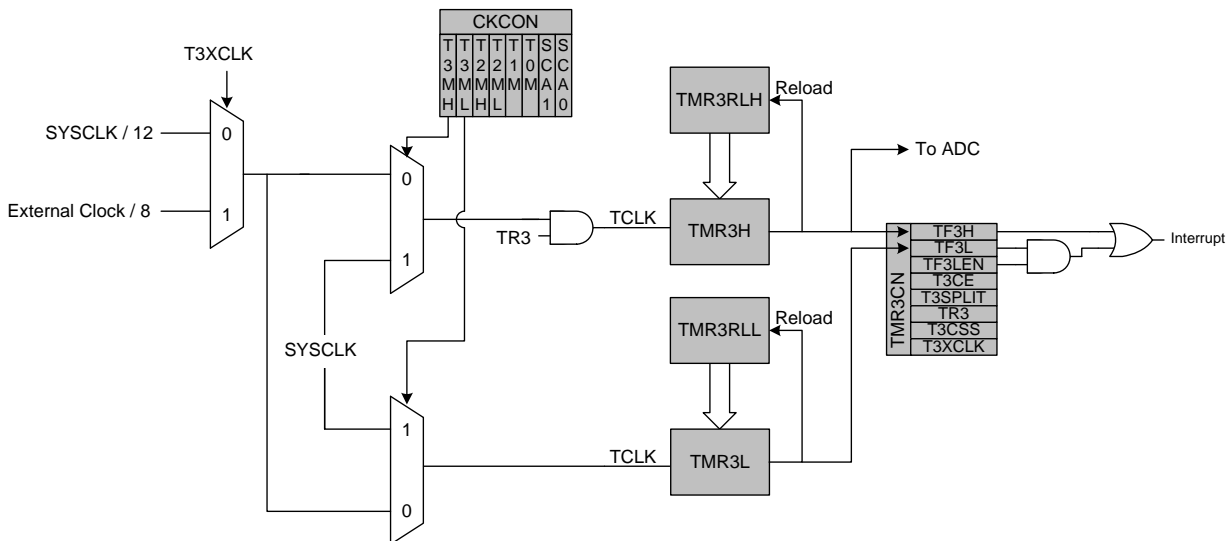 CKCON
T3MH
T3ML
T2MH
T2ML
T1M
T0M
SCA1
SCA0
T3XCLK
0
1
SYSCLK / 12
External Clock / 8
0
1
TR3
TCLK
SYSCLK
1
0
TCLK
TMR3RLH
Reload
To ADC
TMR3H
TMR3RLL
Reload
TMR3L
TMR3CN
TF3H
TF3L
TF3LEN
T3CE
T3SPLIT
TR3
T3CSS
T3XCLK
Interrupt